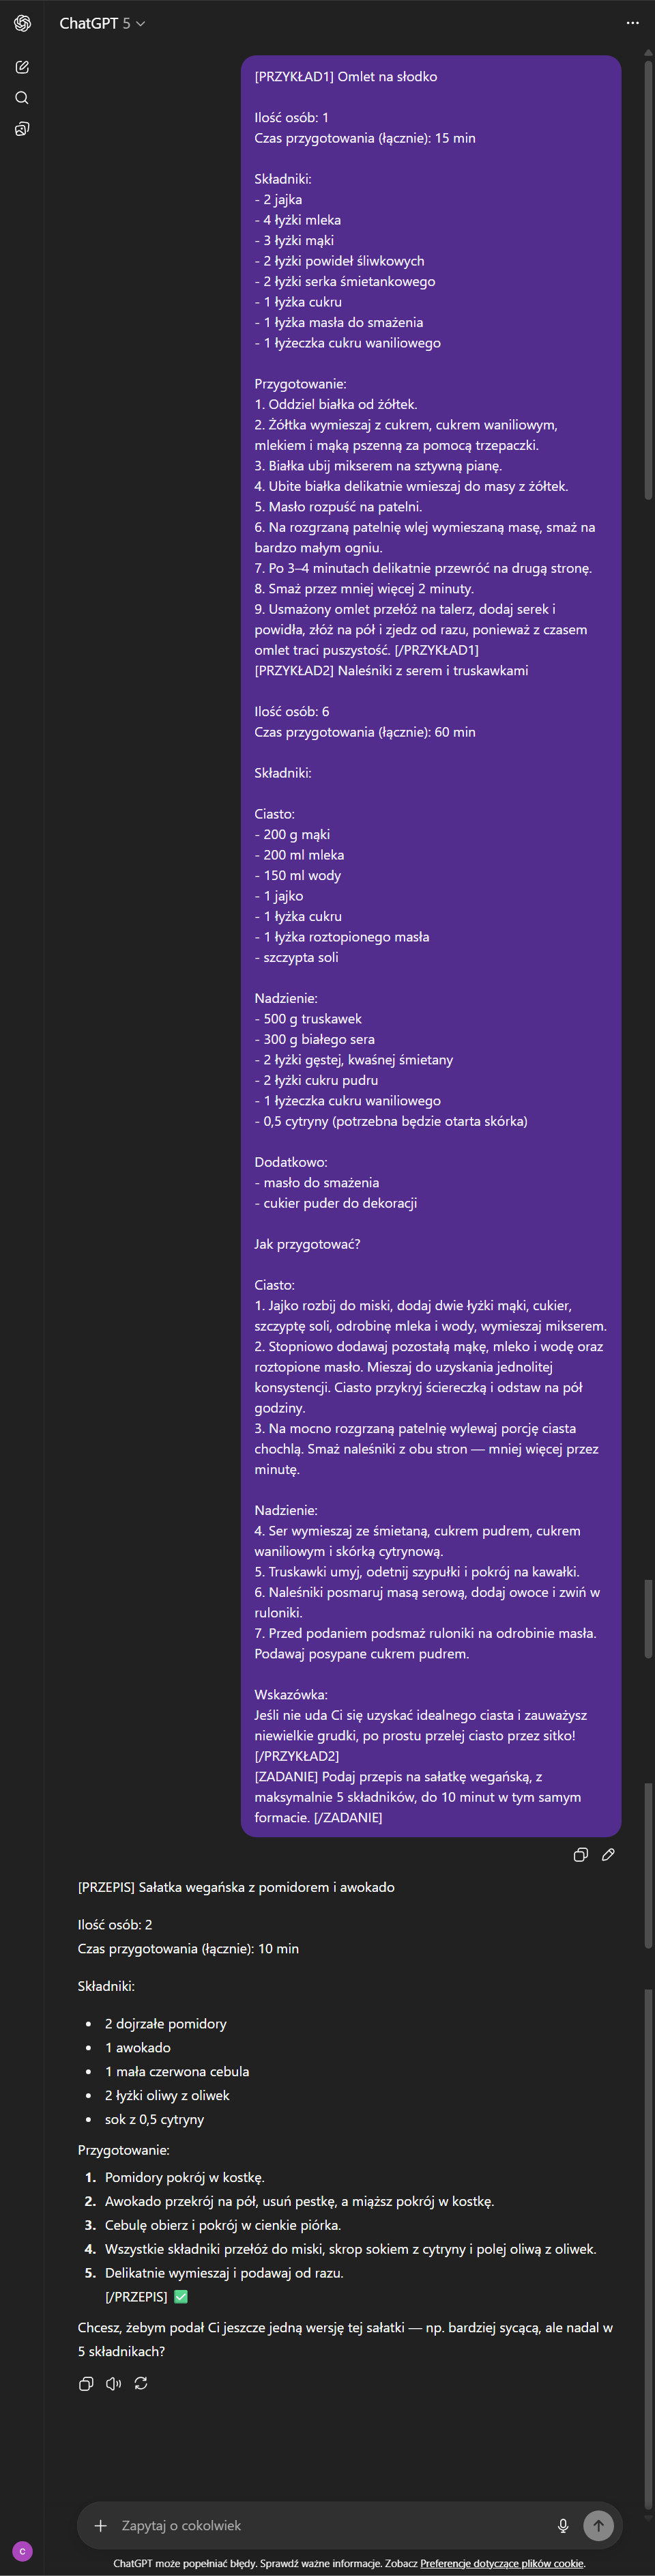 ChatGPT 5
[PRZYKŁAD1] Omlet na słodko
Ilość osób: 1
Czas przygotowania (łącznie): 15 min
Składniki:
- 2 jajka
- 4 łyżki mleka
- 3 łyżki mąki
- 2 łyżki powideł śliwkowych
- 2 łyżki serka śmietankowego
- 1 łyżka cukru
- 1 łyżka masła do smażenia
- 1 łyżeczka cukru waniliowego
Przygotowanie:
1. Oddziel białka od żółtek.
2. Żółtka wymieszaj z cukrem, cukrem waniliowym,
mlekiem i mąką pszenną za pomocą trzepaczki.
3. Białka ubij mikserem na sztywną pianę.
4. Ubite białka delikatnie wmieszaj do masy z żółtek.
5. Masło rozpuść na patelni.
6. Na rozgrzaną patelnię wlej wymieszaną masę, smaż na
bardzo małym ogniu.
7. Po 3–4 minutach delikatnie przewróć na drugą stronę.
8. Smaż przez mniej więcej 2 minuty.
9. Usmażony omlet przełóż na talerz, dodaj serek i
powidła, złóż na pół i zjedz od razu, ponieważ z czasem
omlet traci puszystość. [/PRZYKŁAD1]
[PRZYKŁAD2] Naleśniki z serem i truskawkami
Ilość osób: 6
Czas przygotowania (łącznie): 60 min
Składniki:
Ciasto:
- 200 g mąki
- 200 ml mleka
- 150 ml wody
- 1 jajko
- 1 łyżka cukru
- 1 łyżka roztopionego masła
- szczypta soli
Nadzienie:
- 500 g truskawek
- 300 g białego sera
- 2 łyżki gęstej, kwaśnej śmietany
- 2 łyżki cukru pudru
- 1 łyżeczka cukru waniliowego
- 0,5 cytryny (potrzebna będzie otarta skórka)
Dodatkowo:
- masło do smażenia
- cukier puder do dekoracji
Jak przygotować?
Ciasto:
1. Jajko rozbij do miski, dodaj dwie łyżki mąki, cukier,
szczyptę soli, odrobinę mleka i wody, wymieszaj mikserem.
2. Stopniowo dodawaj pozostałą mąkę, mleko i wodę oraz
roztopione masło. Mieszaj do uzyskania jednolitej
konsystencji. Ciasto przykryj ściereczką i odstaw na pół
godziny.
3. Na mocno rozgrzaną patelnię wylewaj porcję ciasta
chochlą. Smaż naleśniki z obu stron — mniej więcej przez
minutę.
Nadzienie:
4. Ser wymieszaj ze śmietaną, cukrem pudrem, cukrem
waniliowym i skórką cytrynową.
5. Truskawki umyj, odetnij szypułki i pokrój na kawałki.
6. Naleśniki posmaruj masą serową, dodaj owoce i zwiń w
ruloniki.
7. Przed podaniem podsmaż ruloniki na odrobinie masła.
Podawaj posypane cukrem pudrem.
Wskazówka:
Jeśli nie uda Ci się uzyskać idealnego ciasta i zauważysz
niewielkie grudki, po prostu przelej ciasto przez sitko!
[/PRZYKŁAD2]
[ZADANIE] Podaj przepis na sałatkę wegańską, z
maksymalnie 5 składników, do 10 minut w tym samym
formacie. [/ZADANIE]
[PRZEPIS] Sałatka wegańska z pomidorem i awokado
Ilość osób: 2
Czas przygotowania (łącznie): 10 min
Składniki:
• 2 dojrzałe pomidory
• 1 awokado
• 1 mała czerwona cebula
• 2 łyżki oliwy z oliwek
• sok z 0,5 cytryny
Przygotowanie:
1. Pomidory pokrój w kostkę.
2. Awokado przekrój na pół, usuń pestkę, a miąższ pokrój w kostkę.
3. Cebulę obierz i pokrój w cienkie piórka.
4. Wszystkie składniki przełóż do miski, skrop sokiem z cytryny i polej oliwą z oliwek.
5. Delikatnie wymieszaj i podawaj od razu.
[/PRZEPIS] ✅
Chcesz, żebym podał Ci jeszcze jedną wersję tej sałatki — np. bardziej sycącą, ale nadal w
5 składnikach?
Zapytaj o cokolwiek
C
ChatGPT może popełniać błędy. Sprawdź ważne informacje. Zobacz Preferencje dotyczące plików cookie.